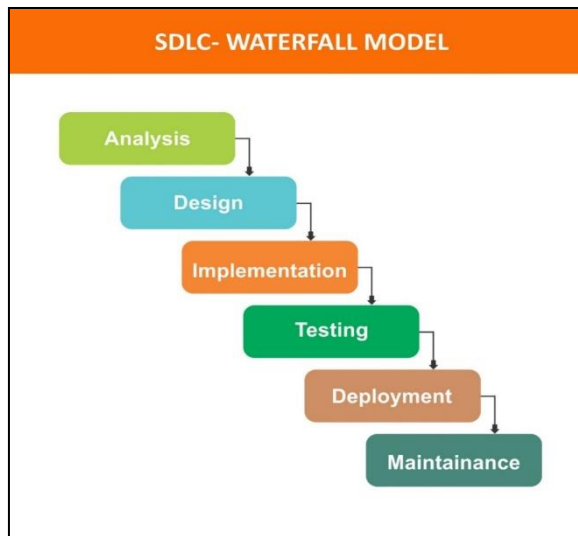 SDLC- WATERFALL MODEL
Analysis
Design
Implementation
Testing
Deployment
Maintainance